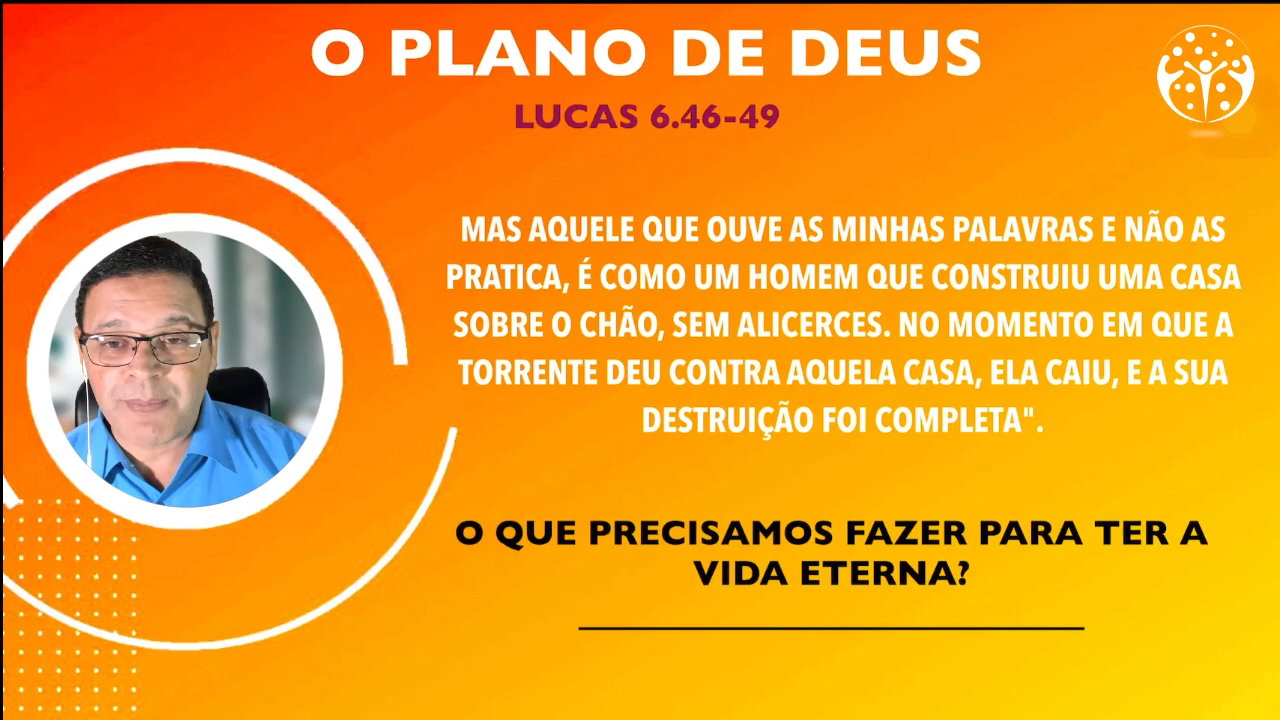 O PLANO DE DEUS
LUCAS 6.46-49
MAS AQUELE QUE OUVE AS MINHAS PALAVRAS E NÃO AS
PRATICA, É COMO UM HOMEM QUE CONSTRUIU UMA CASA
SOBRE O CHÃO, SEM ALICERCES. NO MOMENTO EM QUE A
TORRENTE DEU CONTRA AQUELA CASA, ELA CAIU, E A SUA
DESTRUIÇÃO FOI COMPLETA".
O QUE PRECISAMOS FAZER PARA TER A
VIDA ETERNA?